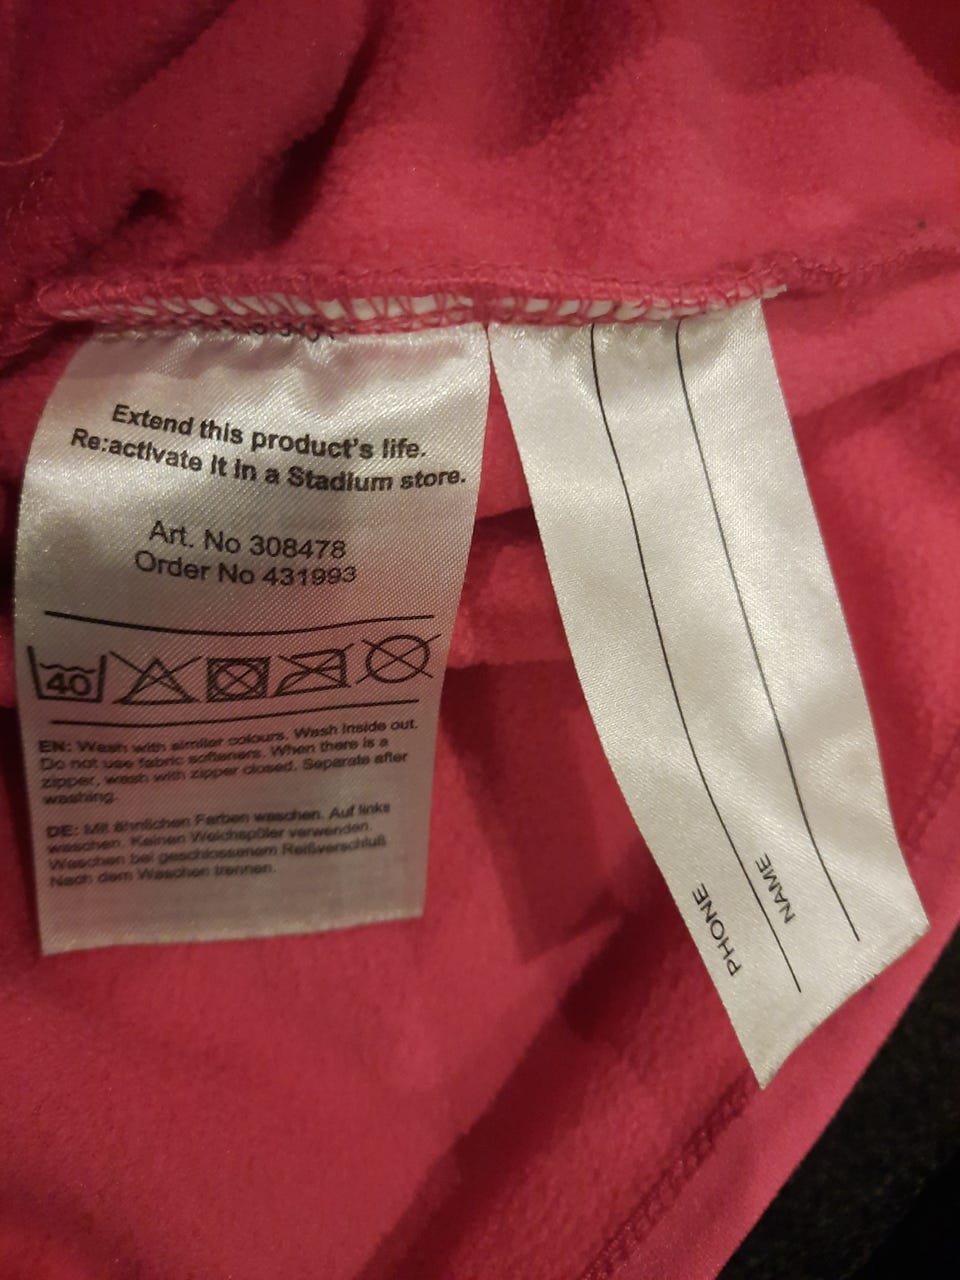 Extend this product's life.
Re:activate it in a Stadium store.
Art. No 308478
Order No 431993
40
EN: Wash with similar colours. Wash inside out.
Do not use fabric softeners. When there is a
zipper, wash with zipper closed. Separate after
washing.
DE: Mit ähnlichen Farben waschen. Auf links
waschen. Keinen Weichspüler verwenden.
Waschen bei geschlossenem Reißverschluß
Nach dem Waschen trennen.
NAME
PHONE